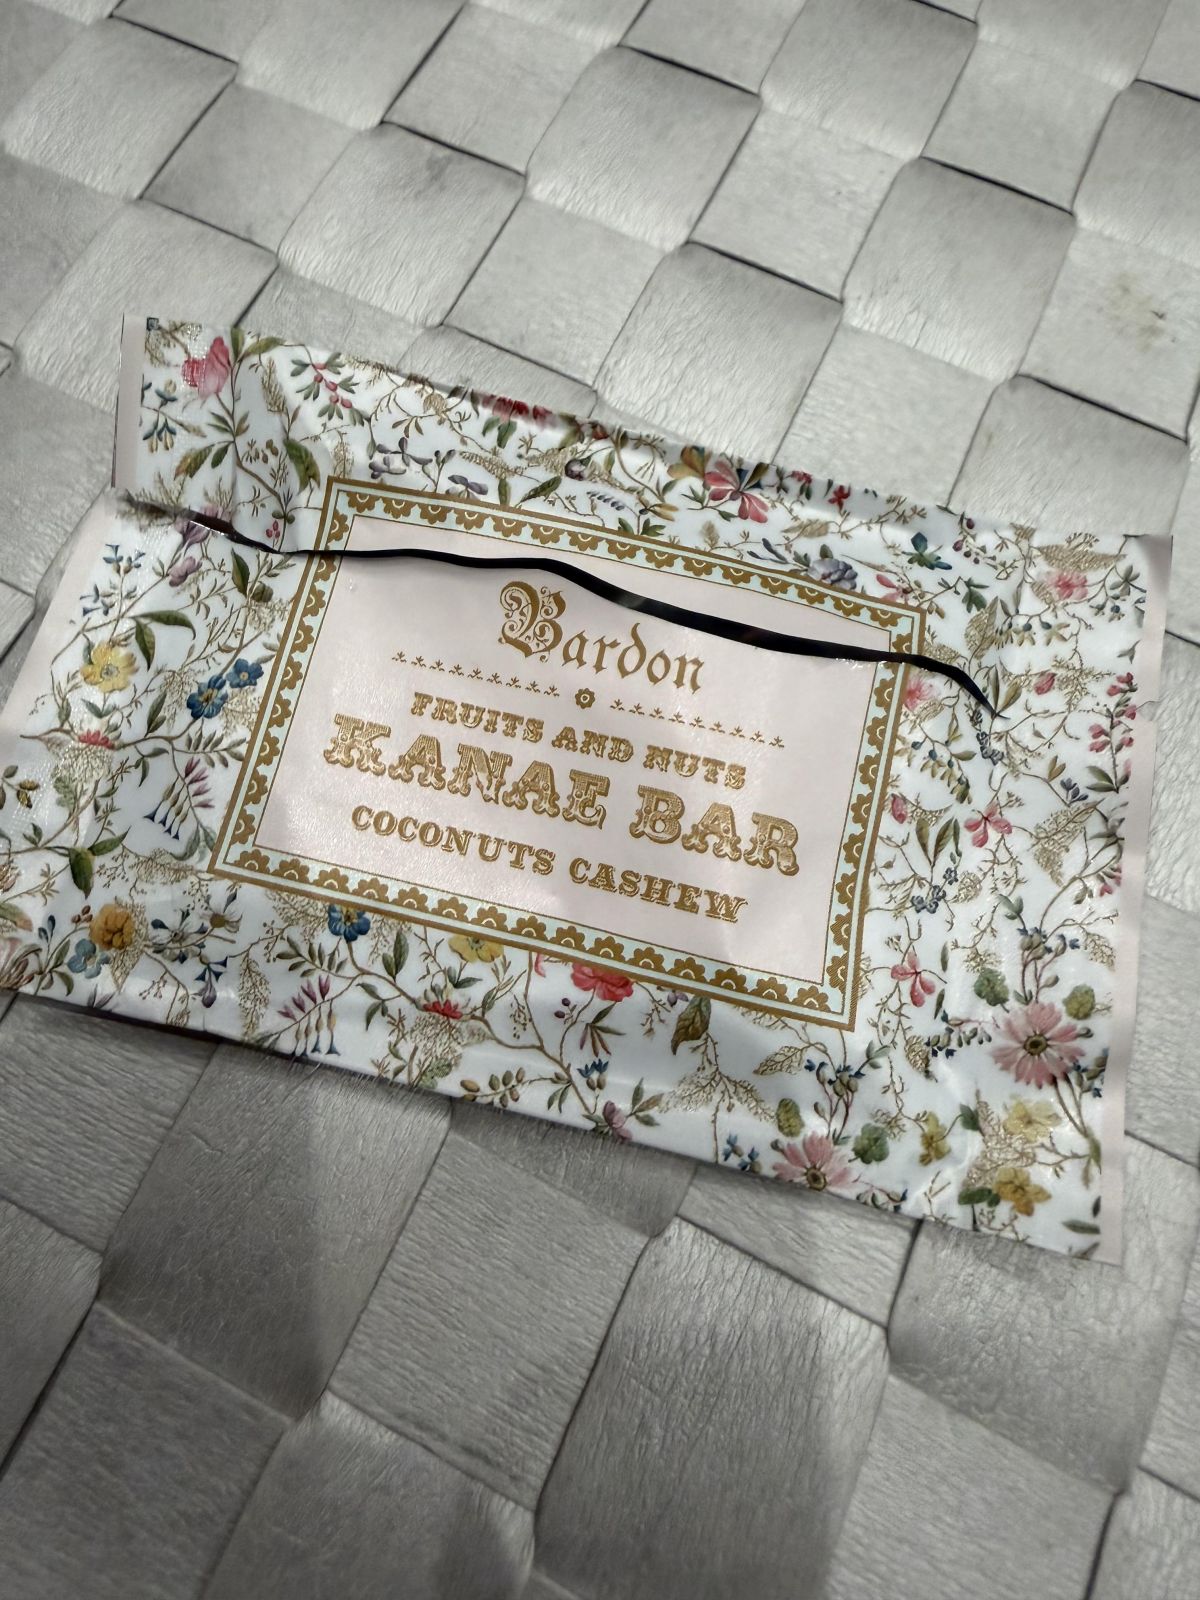 Bardon
FRUITS AND NUTS
KANAE BAR
COCONUTS CASHEW